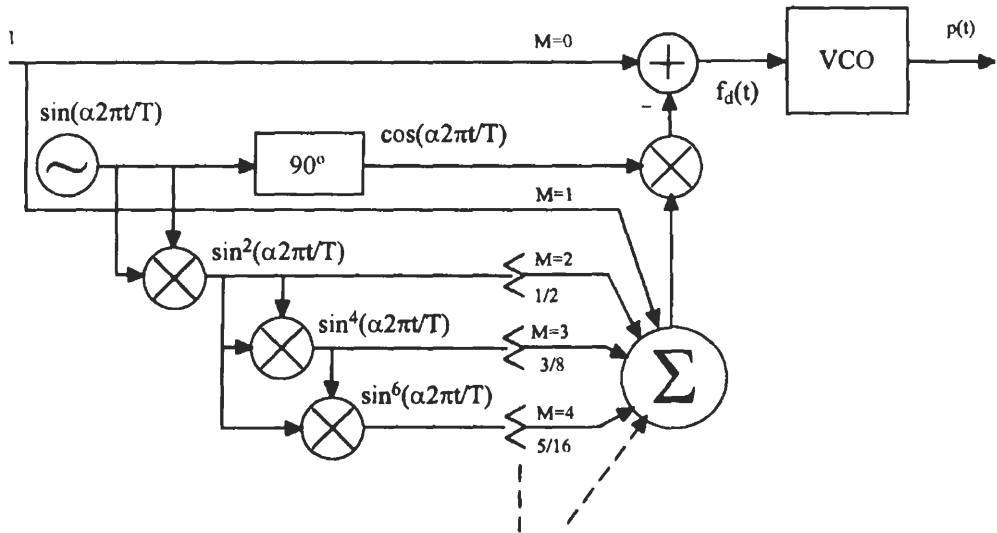 1
M=0
+
−
f_d(t)
VCO
p(t)
sin(α2πt/T)
90º
cos(α2πt/T)
M=1
sin²(α2πt/T)
M=2
1/2
sin⁴(α2πt/T)
M=3
3/8
sin⁶(α2πt/T)
M=4
5/16
Σ